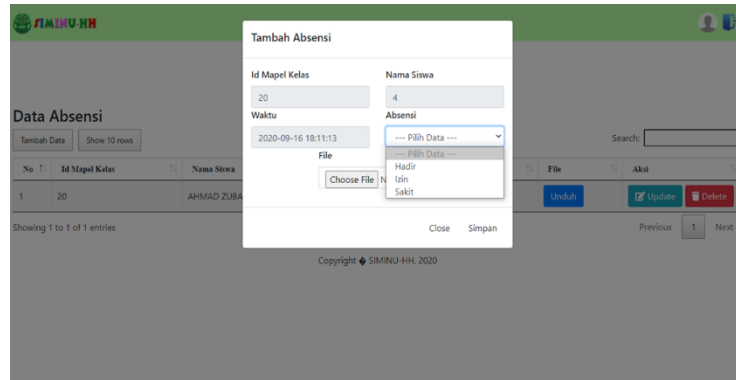 SIMINU-HH
Tambah Absensi
Id Mapel Kelas Nama Siswa
20 4
Waktu Absensi
2020-09-16 18:11:13 --- Pilih Data ---
--- Pilih Data ---
Hadir
Izin
Sakit
File
Choose File N
Close Simpan
Data Absensi
Tambah Data Show 10 rows Search:
No Id Mapel Kelas Nama Siswa File Aksi
1 20 AHMAD ZUBA Unduh Update Delete
Showing 1 to 1 of 1 entries Previous 1 Next
Copyright � SIMINU-HH. 2020